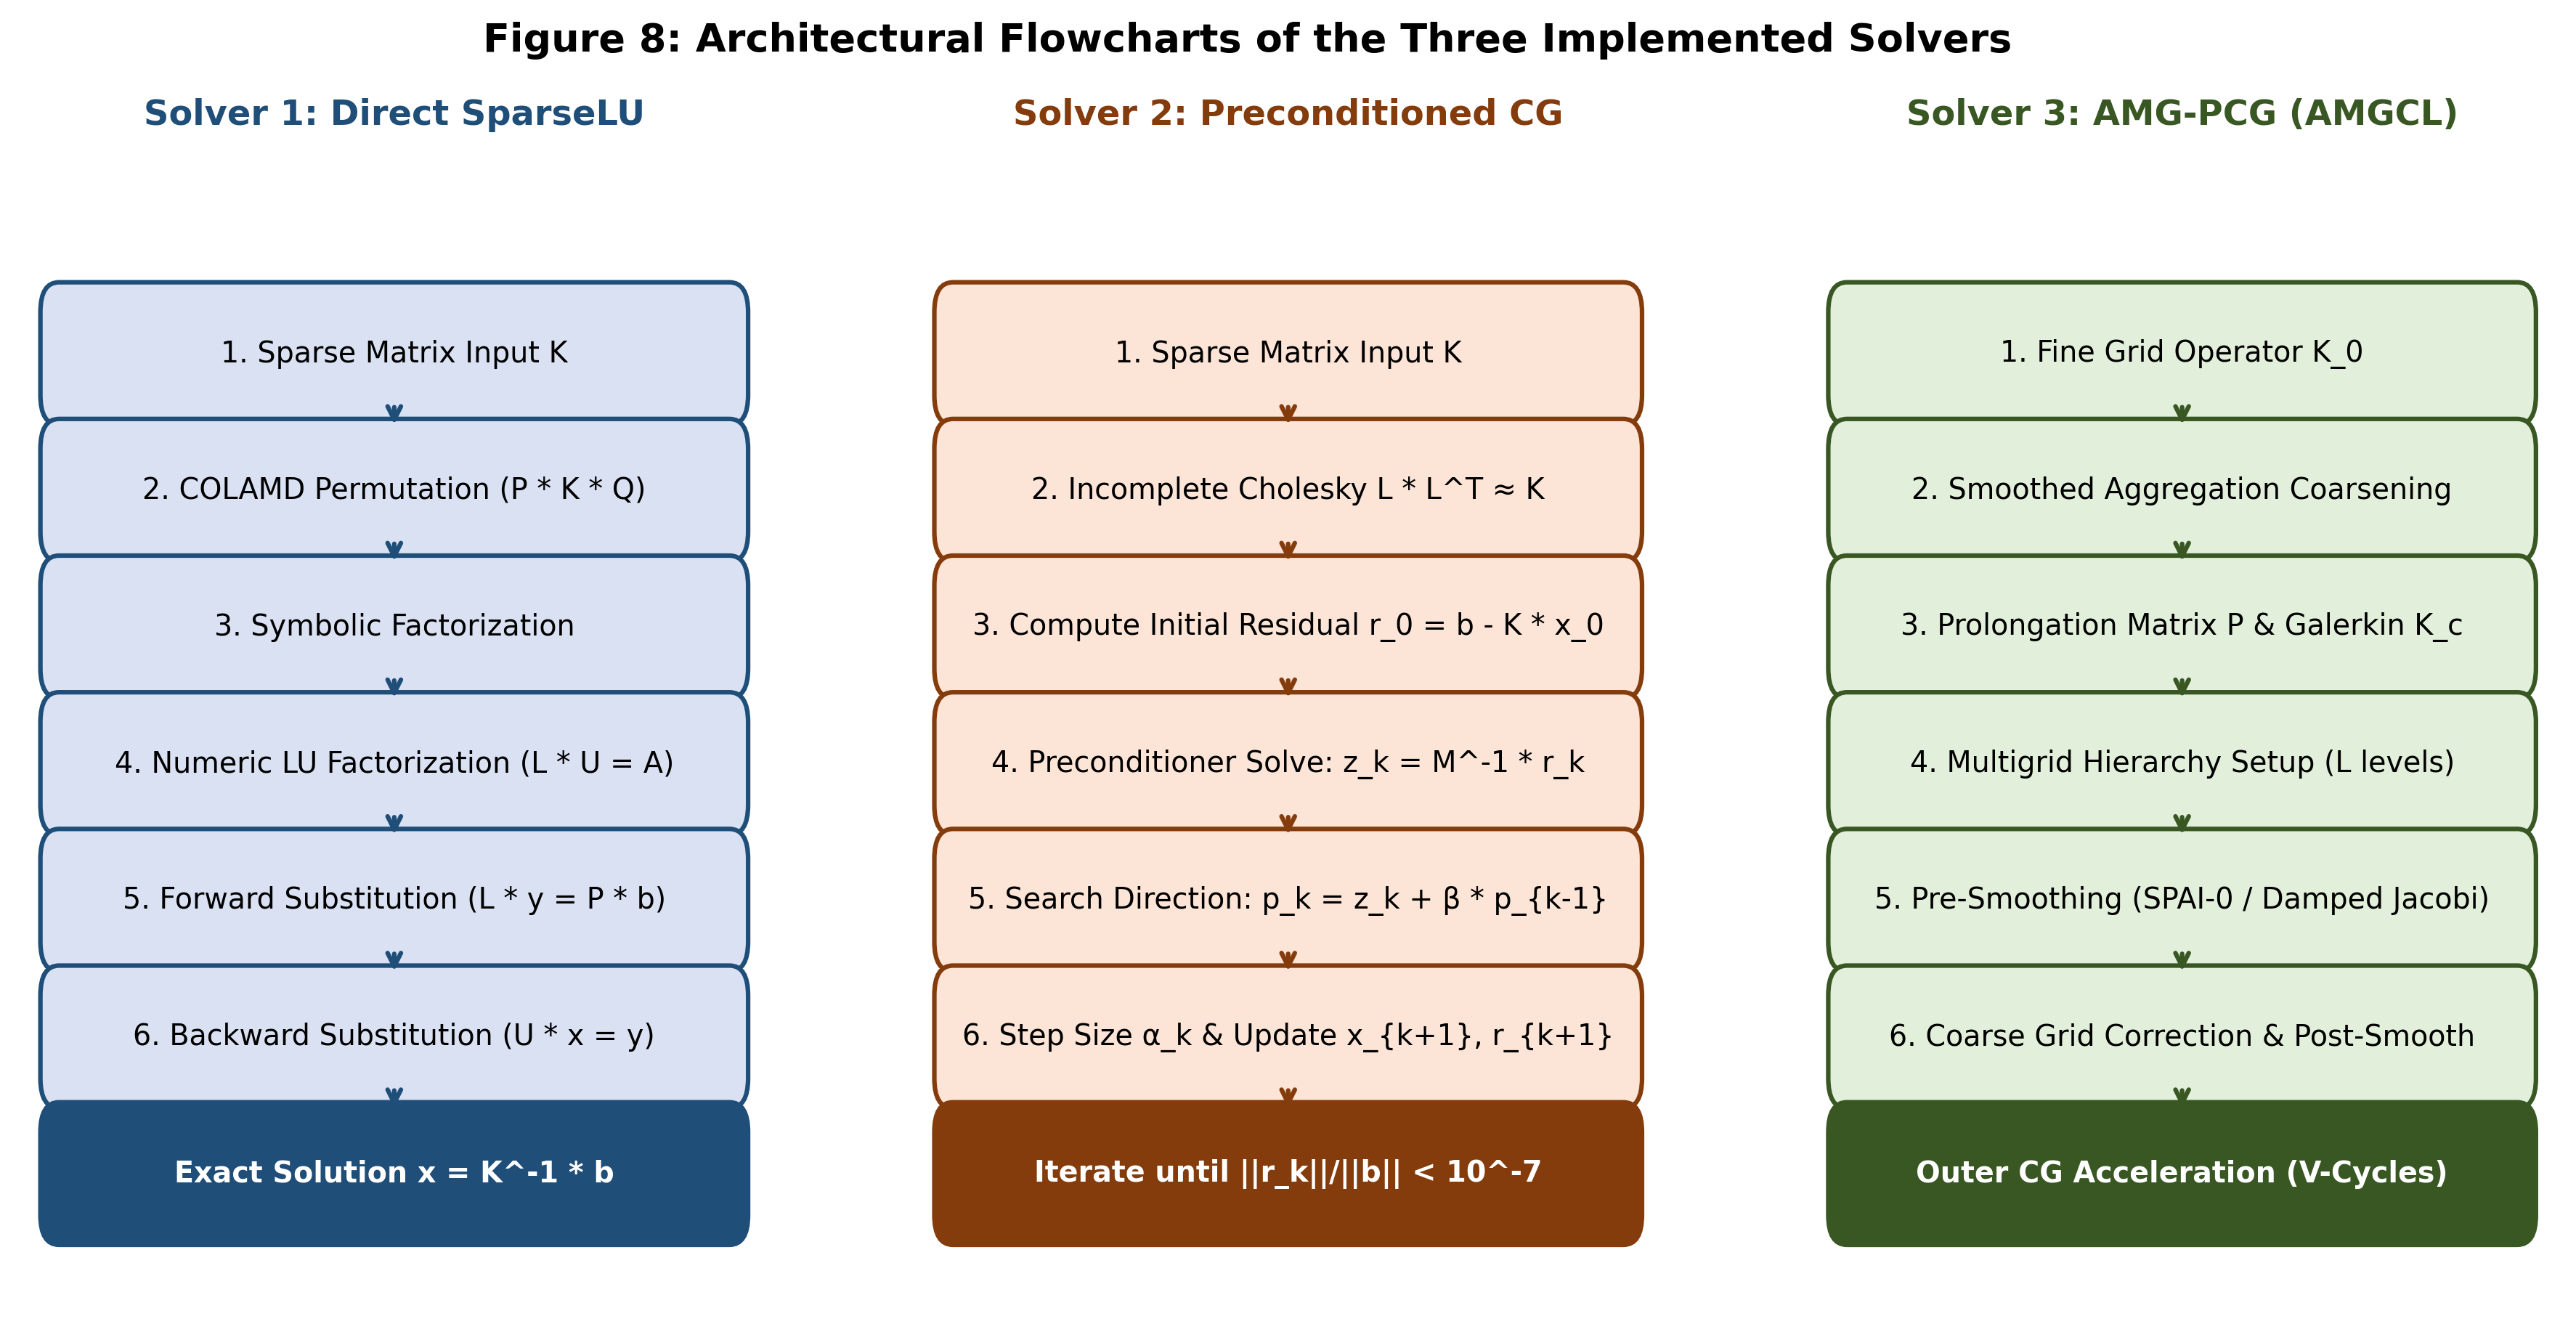 Figure 8: Architectural Flowcharts of the Three Implemented Solvers
Solver 1: Direct SparseLU
1. Sparse Matrix Input K
2. COLAMD Permutation (P * K * Q)
3. Symbolic Factorization
4. Numeric LU Factorization (L * U = A)
5. Forward Substitution (L * y = P * b)
6. Backward Substitution (U * x = y)
Exact Solution x = K^-1 * b
Solver 2: Preconditioned CG
1. Sparse Matrix Input K
2. Incomplete Cholesky L * L^T ≈ K
3. Compute Initial Residual r_0 = b - K * x_0
4. Preconditioner Solve: z_k = M^-1 * r_k
5. Search Direction: p_k = z_k + β * p_{k-1}
6. Step Size α_k & Update x_{k+1}, r_{k+1}
Iterate until ||r_k||/||b|| < 10^-7
Solver 3: AMG-PCG (AMGCL)
1. Fine Grid Operator K_0
2. Smoothed Aggregation Coarsening
3. Prolongation Matrix P & Galerkin K_c
4. Multigrid Hierarchy Setup (L levels)
5. Pre-Smoothing (SPAI-0 / Damped Jacobi)
6. Coarse Grid Correction & Post-Smooth
Outer CG Acceleration (V-Cycles)